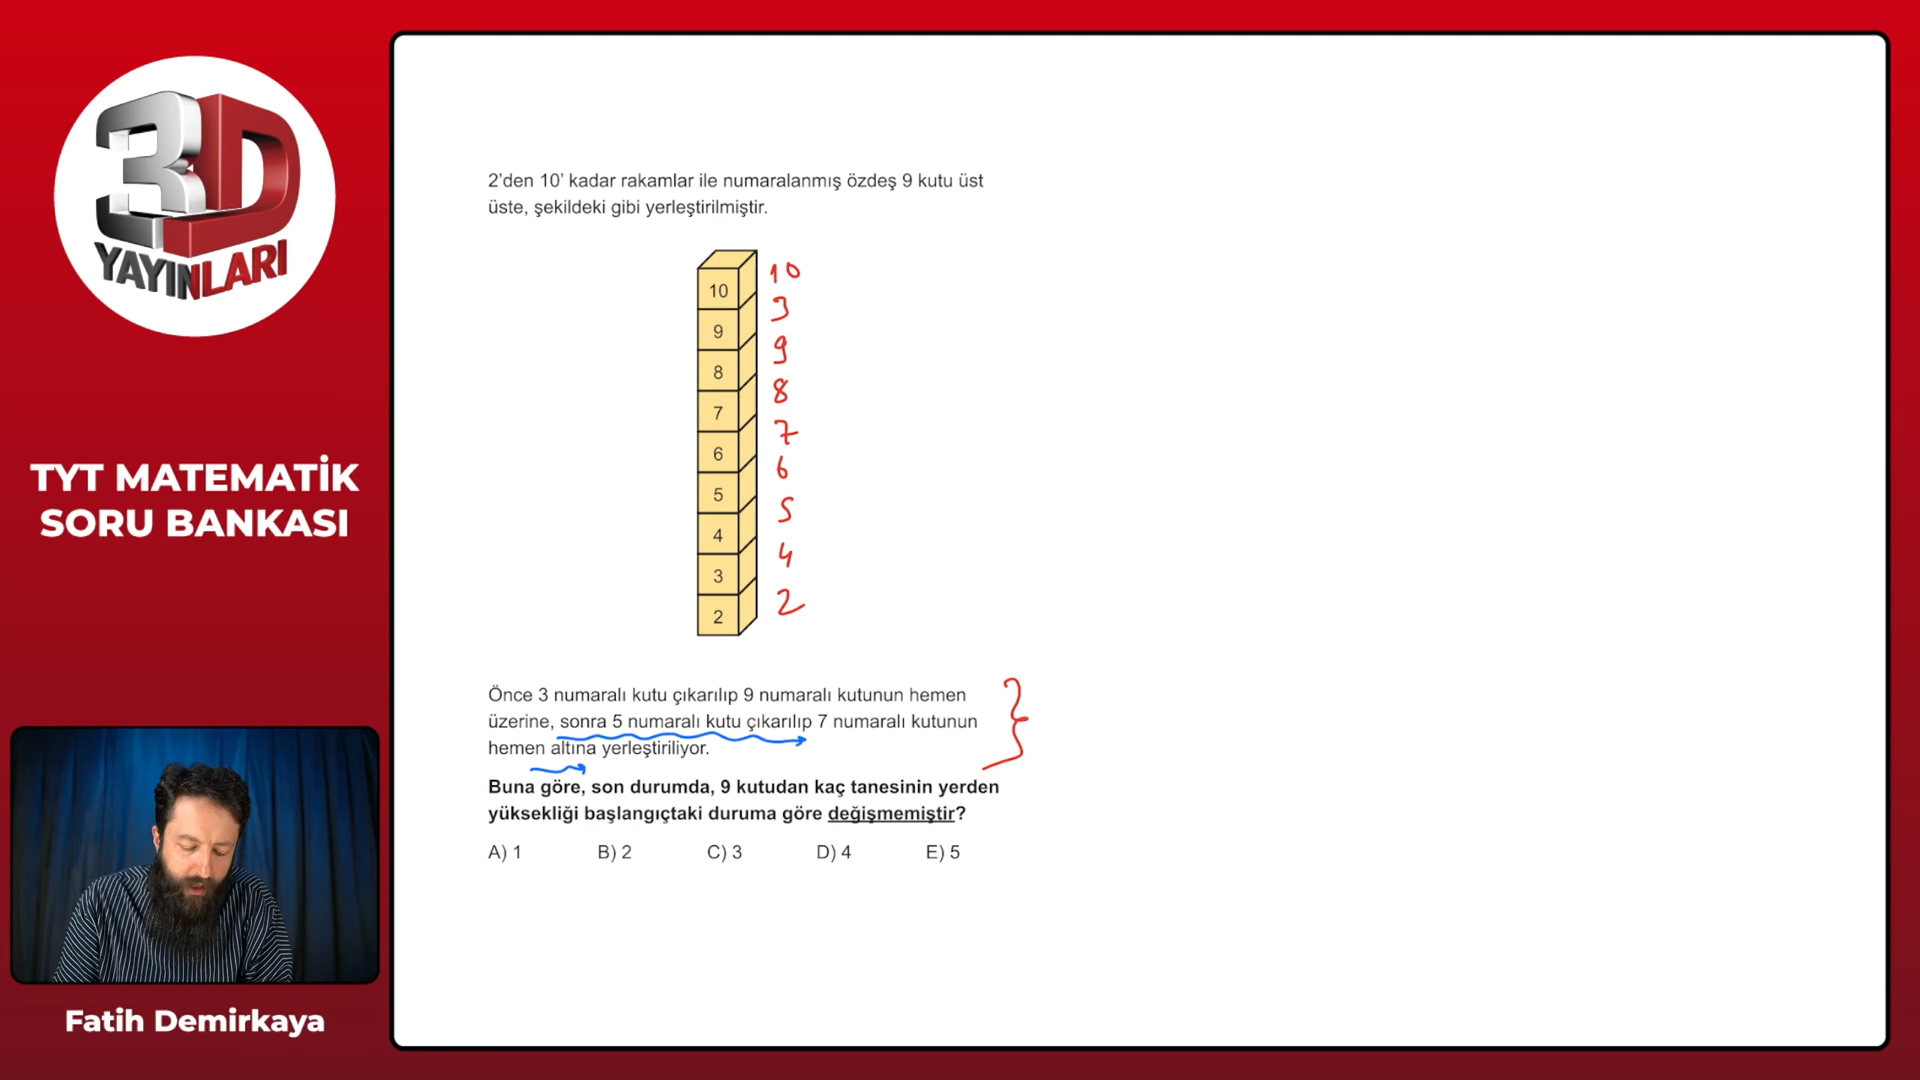 3D
YAYINLARI
TYT MATEMATİK
SORU BANKASI
Fatih Demirkaya
2'den 10' kadar rakamlar ile numaralanmış özdeş 9 kutu üst
üste, şekildeki gibi yerleştirilmiştir.
10 10
9 3
8 9
7 8
6 7
5 6
4 5
3 4
2 2
Önce 3 numaralı kutu çıkarılıp 9 numaralı kutunun hemen
üzerine, sonra 5 numaralı kutu çıkarılıp 7 numaralı kutunun
hemen altına yerleştiriliyor.
Buna göre, son durumda, 9 kutudan kaç tanesinin yerden
yüksekliği başlangıçtaki duruma göre değişmemiştir?
A) 1 B) 2 C) 3 D) 4 E) 5